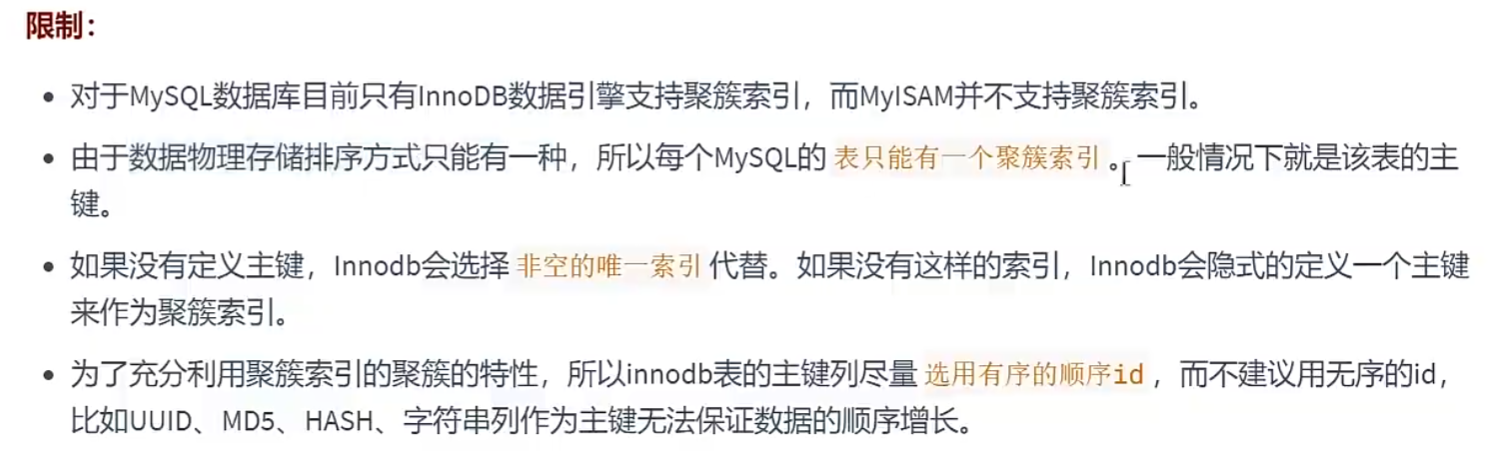 限制：
• 对于MySQL数据库目前只有InnoDB数据引擎支持聚簇索引，而MyISAM并不支持聚簇索引。
• 由于数据物理存储排序方式只能有一种，所以每个MySQL的 表只能有一个聚簇索引 。一般情况下就是该表的主
键。
• 如果没有定义主键，Innodb会选择 非空的唯一索引 代替。如果没有这样的索引，Innodb会隐式的定义一个主键
来作为聚簇索引。
• 为了充分利用聚簇索引的聚簇的特性，所以innodb表的主键列尽量 选用有序的顺序id ，而不建议用无序的id，
比如UUID、MD5、HASH、字符串列作为主键无法保证数据的顺序增长。